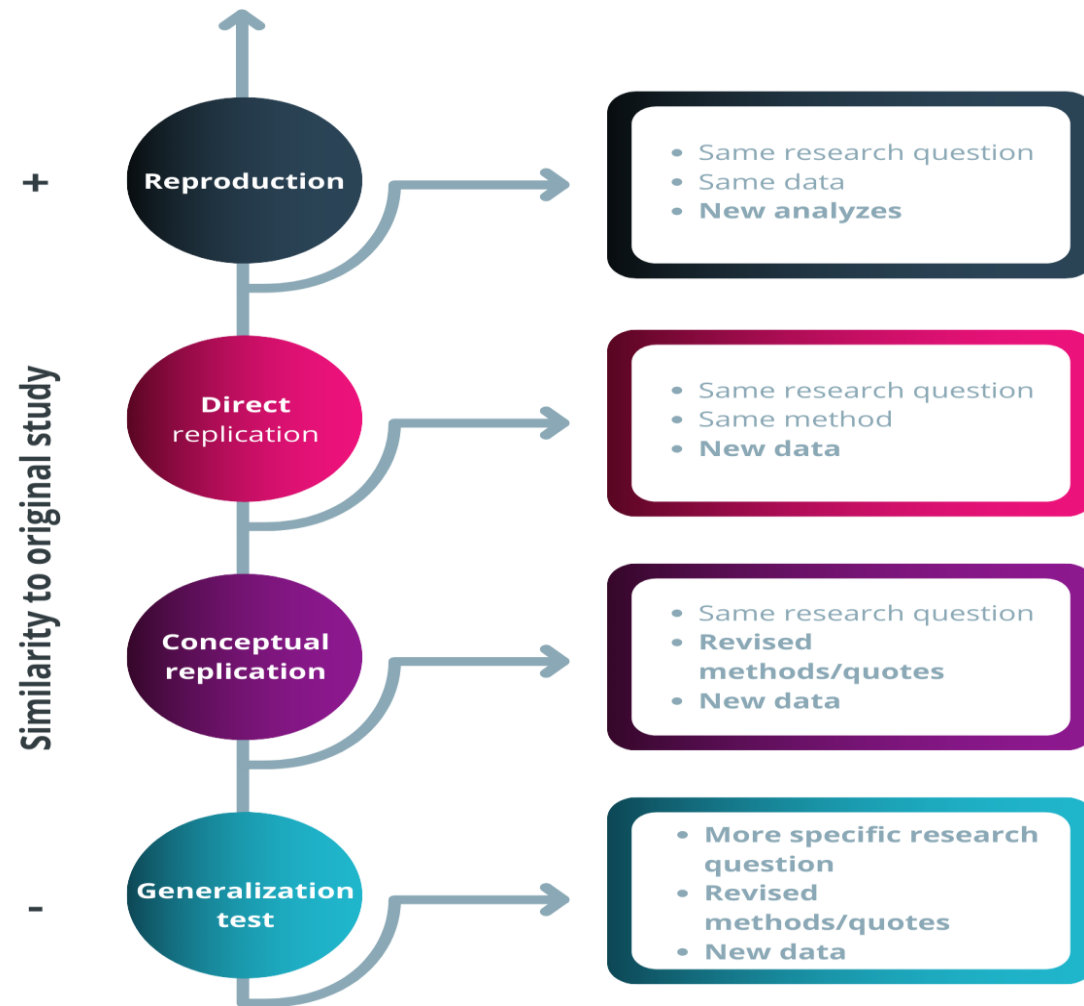 +
Similarity to original study
-
Reproduction
• Same research question
• Same data
• New analyzes
Direct
replication
• Same research question
• Same method
• New data
Conceptual
replication
• Same research question
• Revised
methods/quotes
• New data
Generalization
test
• More specific research
question
• Revised
methods/quotes
• New data